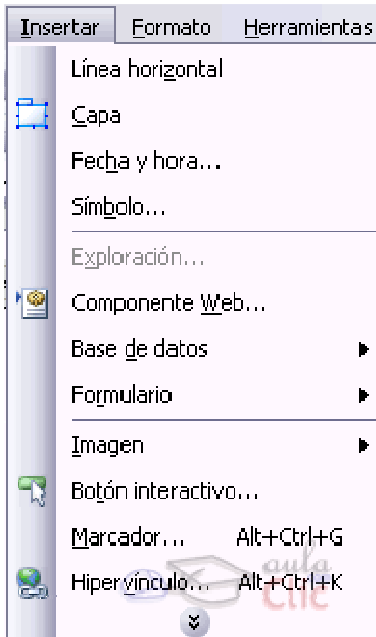 Insertar Formato Herramientas
Línea horizontal
Capa
Fecha y hora...
Símbolo...
Exploración...
Componente Web...
Base de datos
Formulario
Imagen
Botón interactivo...
Marcador... Alt+Ctrl+G
Hipervínculo... Alt+Ctrl+K
aula
Clic